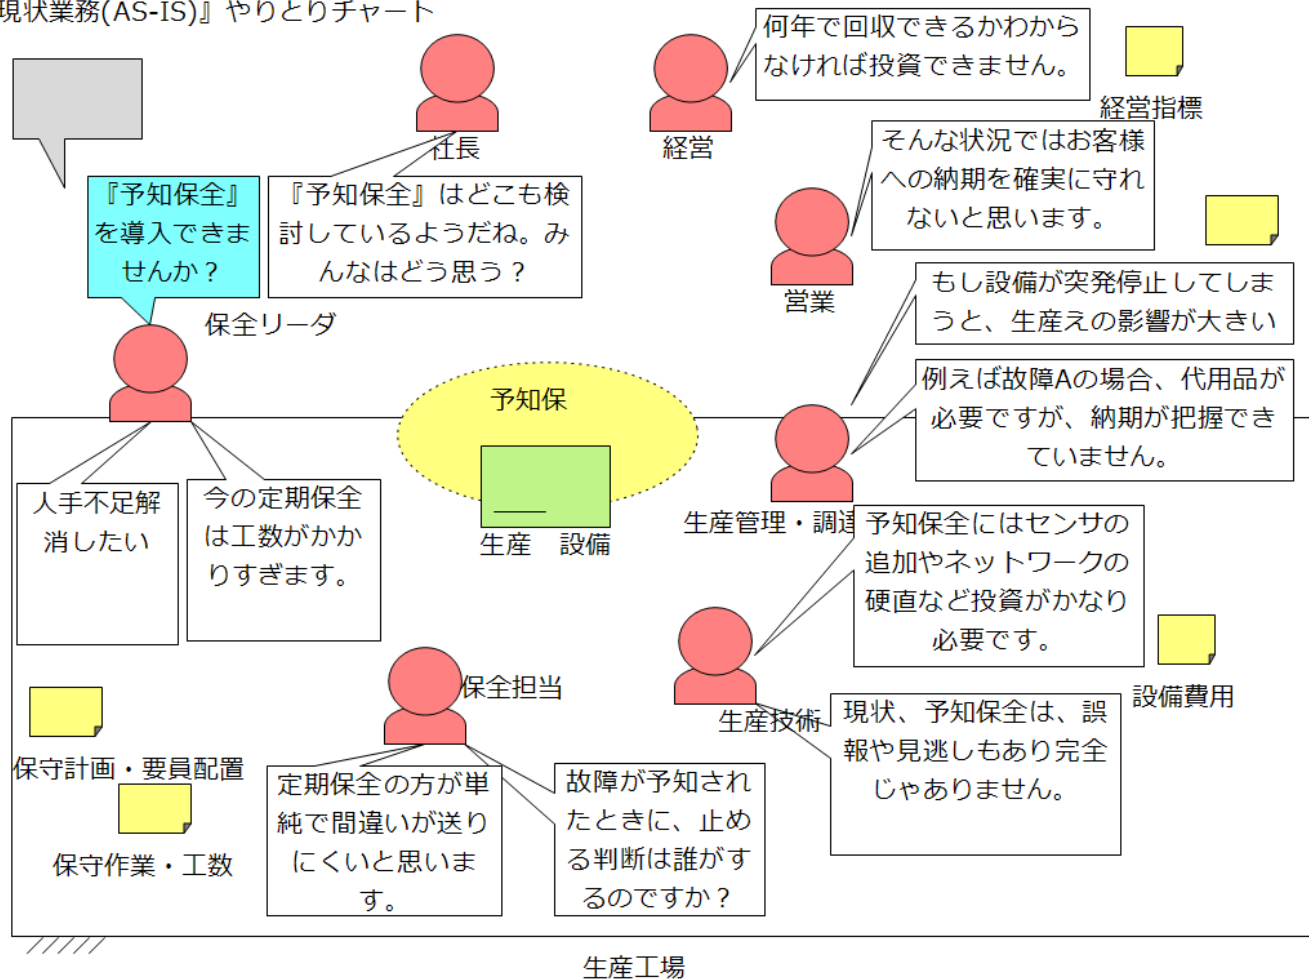 現状業務(AS-IS)』やりとりチャート
何年で回収できるかわから
なければ投資できません。
経営指標
社長
経営
そんな状況ではお客様
への納期を確実に守れ
ないと思います。
営業
『予知保全』
を導入できま
せんか？
『予知保全』はどこも検
討しているようだね。み
んなはどう思う？
保全リーダ
もし設備が突発停止してしま
うと、生産えの影響が大きい
例えば故障Aの場合、代用品が
必要ですが、納期が把握でき
ていません。
予知保
生産　設備
人手不足解
消したい
今の定期保全
は工数がかか
りすぎます。
生産管理・調達
予知保全にはセンサの
追加やネットワークの
硬直など投資がかなり
必要です。
設備費用
生産技術
現状、予知保全は、誤
報や見逃しもあり完全
じゃありません。
保全担当
保守計画・要員配置
保守作業・工数
定期保全の方が単
純で間違いが送り
にくいと思いま
す。
故障が予知され
たときに、止め
る判断は誰がす
るのですか？
生産工場